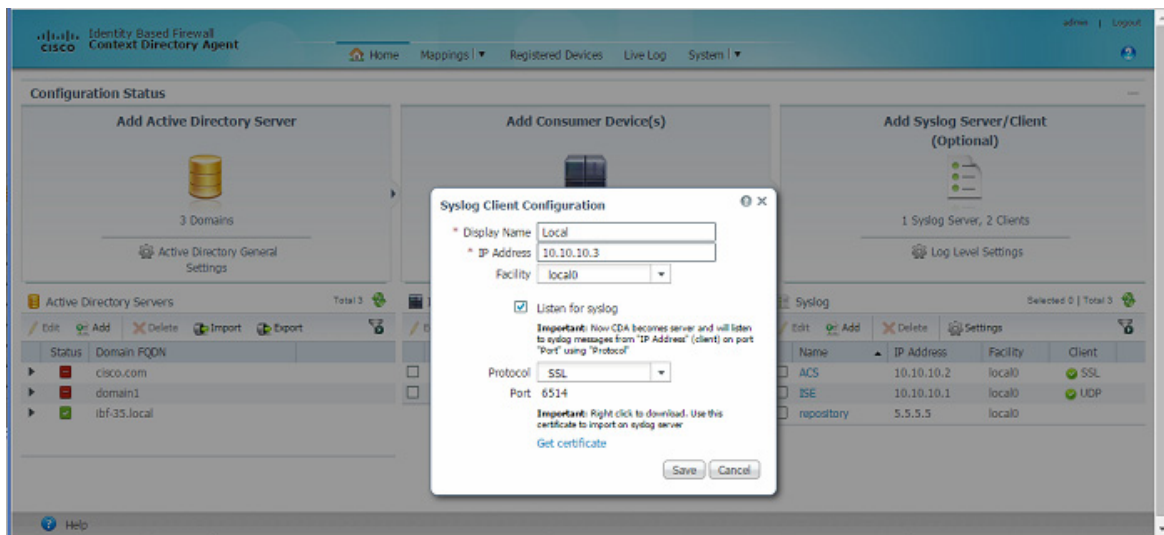 admin | Logout
CISCO
Identity Based Firewall
Context Directory Agent
Home
Mappings
Registered Devices
Live Log
System
Configuration Status
Add Active Directory Server
3 Domains
Active Directory General
Settings
Add Consumer Device(s)
Add Syslog Server/Client
(Optional)
1 Syslog Server, 2 Clients
Log Level Settings
Syslog Client Configuration
* Display Name Local
* IP Address 10.10.10.3
Facility local0
Listen for syslog
Important: Now CDA becomes server and will listen
to syslog messages from "IP Address" (client) on port
"Port" using "Protocol"
Protocol SSL
Port 6514
Important: Right click to download. Use this
certificate to import on syslog server
Get certificate
Save Cancel
Active Directory Servers Total 3
Edit Add Delete Import Export
Status Domain FQDN
cisco.com
domain1
ibf-35.local
Syslog Selected 0 | Total 3
Edit Add Delete Settings
Name IP Address Facility Client
ACS 10.10.10.2 local0 SSL
ISE 10.10.10.1 local0 UDP
repository 5.5.5.5 local0
Help